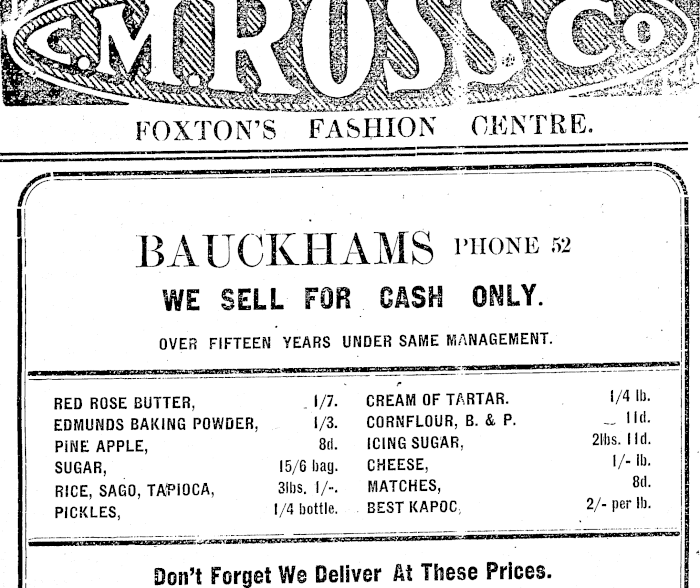 C.M. ROSS Co
FOXTON'S FASHION CENTRE.
BAUCKHAMS PHONE 52
WE SELL FOR CASH ONLY.
OVER FIFTEEN YEARS UNDER SAME MANAGEMENT.
RED ROSE BUTTER, 1/7.
EDMUNDS BAKING POWDER, 1/3.
PINE APPLE, 8d.
SUGAR, 15/6 bag.
RICE, SAGO, TAPIOCA, 3lbs. 1/-.
PICKLES, 1/4 bottle.
CREAM OF TARTAR. 1/4 lb.
CORNFLOUR, B. & P. 11d.
ICING SUGAR, 2lbs. 11d.
CHEESE, 1/- lb.
MATCHES, 8d.
BEST KAPOC, 2/- per lb.
Don't Forget We Deliver At These Prices.